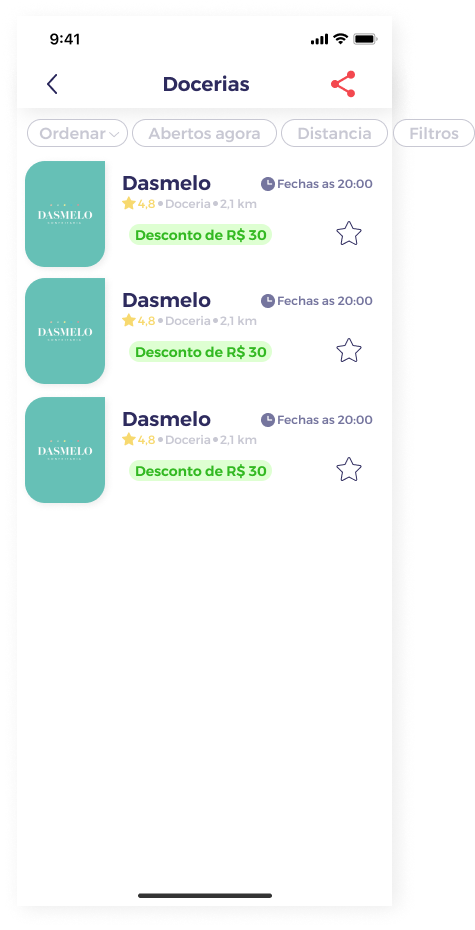 9:41
Docerias
Ordenar Abertos agora Distancia Filtros
DASMELO
Dasmelo Fechas as 20:00
4,8 • Doceria • 2,1 km
Desconto de R$ 30
DASMELO
Dasmelo Fechas as 20:00
4,8 • Doceria • 2,1 km
Desconto de R$ 30
DASMELO
Dasmelo Fechas as 20:00
4,8 • Doceria • 2,1 km
Desconto de R$ 30